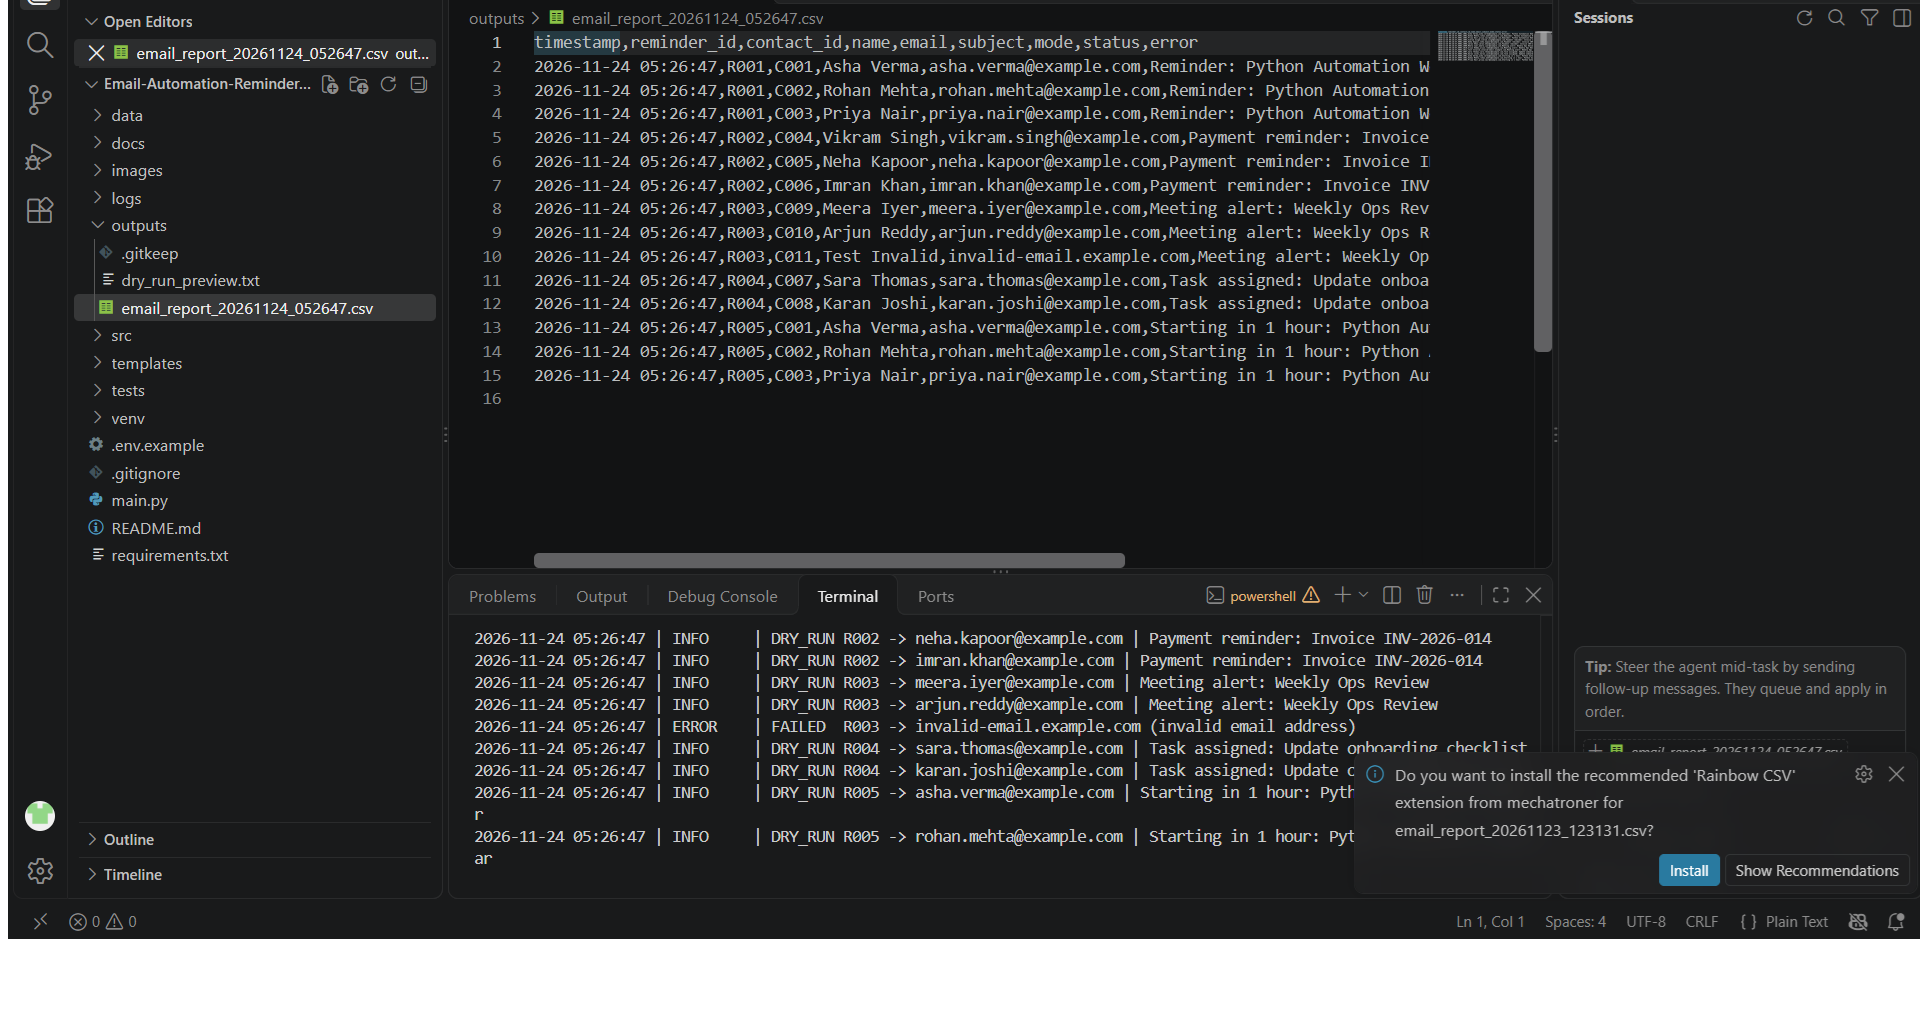 Open Editors
email_report_20261124_052647.csv out...
Email-Automation-Reminder...
data
docs
images
logs
outputs
.gitkeep
dry_run_preview.txt
email_report_20261124_052647.csv
src
templates
tests
venv
.env.example
.gitignore
main.py
README.md
requirements.txt
Outline
Timeline
outputs > email_report_20261124_052647.csv
1 timestamp,reminder_id,contact_id,name,email,subject,mode,status,error
2 2026-11-24 05:26:47,R001,C001,Asha Verma,asha.verma@example.com,Reminder: Python Automation W
3 2026-11-24 05:26:47,R001,C002,Rohan Mehta,rohan.mehta@example.com,Reminder: Python Automation
4 2026-11-24 05:26:47,R001,C003,Priya Nair,priya.nair@example.com,Reminder: Python Automation W
5 2026-11-24 05:26:47,R002,C004,Vikram Singh,vikram.singh@example.com,Payment reminder: Invoice
6 2026-11-24 05:26:47,R002,C005,Neha Kapoor,neha.kapoor@example.com,Payment reminder: Invoice I
7 2026-11-24 05:26:47,R002,C006,Imran Khan,imran.khan@example.com,Payment reminder: Invoice INV
8 2026-11-24 05:26:47,R003,C009,Meera Iyer,meera.iyer@example.com,Meeting alert: Weekly Ops Rev
9 2026-11-24 05:26:47,R003,C010,Arjun Reddy,arjun.reddy@example.com,Meeting alert: Weekly Ops R
10 2026-11-24 05:26:47,R003,C011,Test Invalid,invalid-email.example.com,Meeting alert: Weekly Op
11 2026-11-24 05:26:47,R004,C007,Sara Thomas,sara.thomas@example.com,Task assigned: Update onboa
12 2026-11-24 05:26:47,R004,C008,Karan Joshi,karan.joshi@example.com,Task assigned: Update onboa
13 2026-11-24 05:26:47,R005,C001,Asha Verma,asha.verma@example.com,Starting in 1 hour: Python Au
14 2026-11-24 05:26:47,R005,C002,Rohan Mehta,rohan.mehta@example.com,Starting in 1 hour: Python
15 2026-11-24 05:26:47,R005,C003,Priya Nair,priya.nair@example.com,Starting in 1 hour: Python Au
16
Problems Output Debug Console Terminal Ports powershell
2026-11-24 05:26:47 | INFO | DRY_RUN R002 -> neha.kapoor@example.com | Payment reminder: Invoice INV-2026-014
2026-11-24 05:26:47 | INFO | DRY_RUN R002 -> imran.khan@example.com | Payment reminder: Invoice INV-2026-014
2026-11-24 05:26:47 | INFO | DRY_RUN R003 -> meera.iyer@example.com | Meeting alert: Weekly Ops Review
2026-11-24 05:26:47 | INFO | DRY_RUN R003 -> arjun.reddy@example.com | Meeting alert: Weekly Ops Review
2026-11-24 05:26:47 | ERROR | FAILED R003 -> invalid-email.example.com (invalid email address)
2026-11-24 05:26:47 | INFO | DRY_RUN R004 -> sara.thomas@example.com | Task assigned: Update onboarding checklist
2026-11-24 05:26:47 | INFO | DRY_RUN R004 -> karan.joshi@example.com | Task assigned: Update
2026-11-24 05:26:47 | INFO | DRY_RUN R005 -> asha.verma@example.com | Starting in 1 hour: Pyth
r
2026-11-24 05:26:47 | INFO | DRY_RUN R005 -> rohan.mehta@example.com | Starting in 1 hour: Pyt
ar
Sessions
Tip: Steer the agent mid-task by sending
follow-up messages. They queue and apply in
order.
email_report_20261124_052647.csv
Do you want to install the recommended 'Rainbow CSV'
extension from mechatroner for
email_report_20261123_123131.csv?
Install Show Recommendations
0 0 Ln 1, Col 1 Spaces: 4 UTF-8 CRLF { } Plain Text